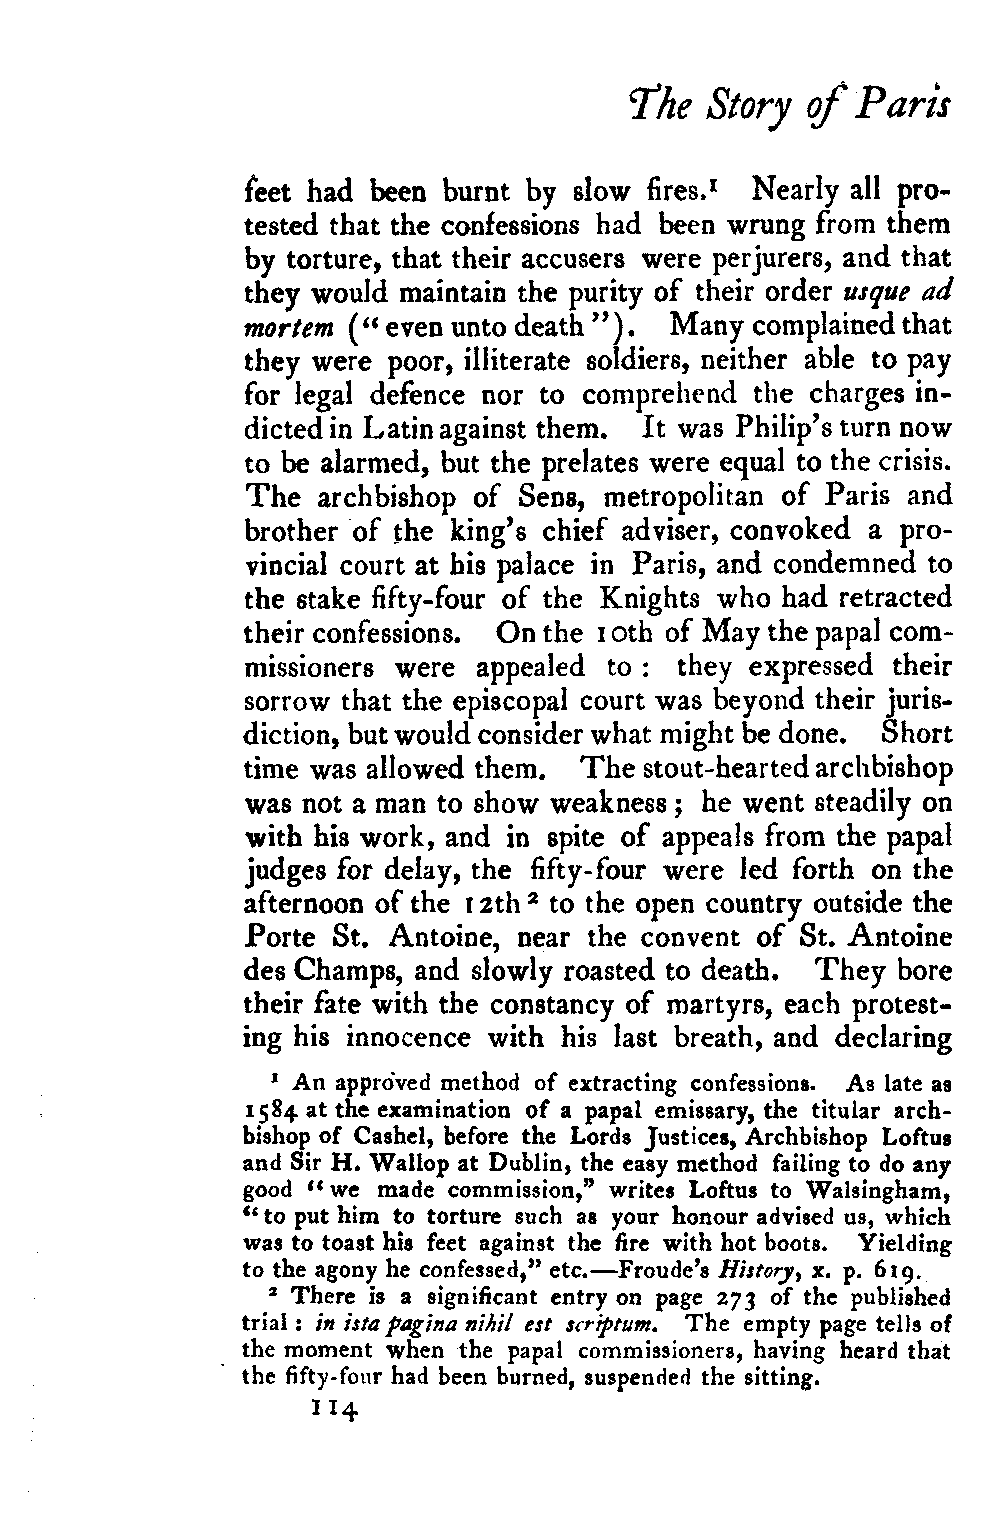 The Story of Paris
feet had been burnt by slow fires.¹ Nearly all pro-
tested that the confessions had been wrung from them
by torture, that their accusers were perjurers, and that
they would maintain the purity of their order usque ad
mortem (“even unto death”). Many complained that
they were poor, illiterate soldiers, neither able to pay
for legal defence nor to comprehend the charges in-
dicted in Latin against them. It was Philip’s turn now
to be alarmed, but the prelates were equal to the crisis.
The archbishop of Sens, metropolitan of Paris and
brother of the king’s chief adviser, convoked a pro-
vincial court at his palace in Paris, and condemned to
the stake fifty-four of the Knights who had retracted
their confessions. On the 10th of May the papal com-
missioners were appealed to: they expressed their
sorrow that the episcopal court was beyond their juris-
diction, but would consider what might be done. Short
time was allowed them. The stout-hearted archbishop
was not a man to show weakness; he went steadily on
with his work, and in spite of appeals from the papal
judges for delay, the fifty-four were led forth on the
afternoon of the 12th² to the open country outside the
Porte St. Antoine, near the convent of St. Antoine
des Champs, and slowly roasted to death. They bore
their fate with the constancy of martyrs, each protest-
ing his innocence with his last breath, and declaring
¹ An approved method of extracting confessions. As late as
1584 at the examination of a papal emissary, the titular arch-
bishop of Cashel, before the Lords Justices, Archbishop Loftus
and Sir H. Wallop at Dublin, the easy method failing to do any
good “we made commission,” writes Loftus to Walsingham,
“to put him to torture such as your honour advised us, which
was to toast his feet against the fire with hot boots. Yielding
to the agony he confessed,” etc.—Froude’s History, x. p. 619.
² There is a significant entry on page 273 of the published
trial: in ista pagina nihil est scriptum. The empty page tells of
the moment when the papal commissioners, having heard that
the fifty-four had been burned, suspended the sitting.
114